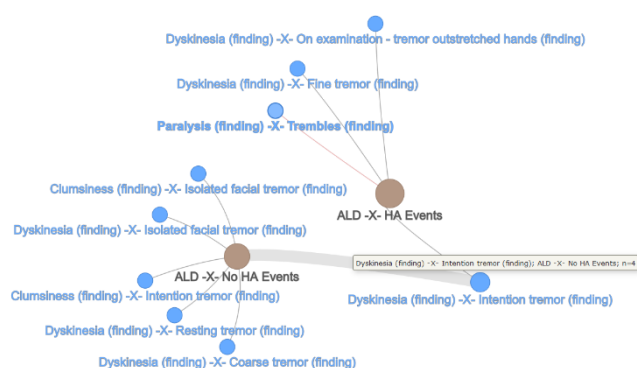 Dyskinesia (finding) -X- On examination - tremor outstretched hands (finding)
Dyskinesia (finding) -X- Fine tremor (finding)
Paralysis (finding) -X- Trembles (finding)
Clumsiness (finding) -X- Isolated facial tremor (finding)
ALD -X- HA Events
Dyskinesia (finding) -X- Isolated facial tremor (finding)
Dyskinesia (finding) -X- Intention tremor (finding); ALD -X- No HA Events; n=4
ALD -X- No HA Events
Clumsiness (finding) -X- Intention tremor (finding)
Dyskinesia (finding) -X- Intention tremor (finding)
Dyskinesia (finding) -X- Resting tremor (finding)
Dyskinesia (finding) -X- Coarse tremor (finding)